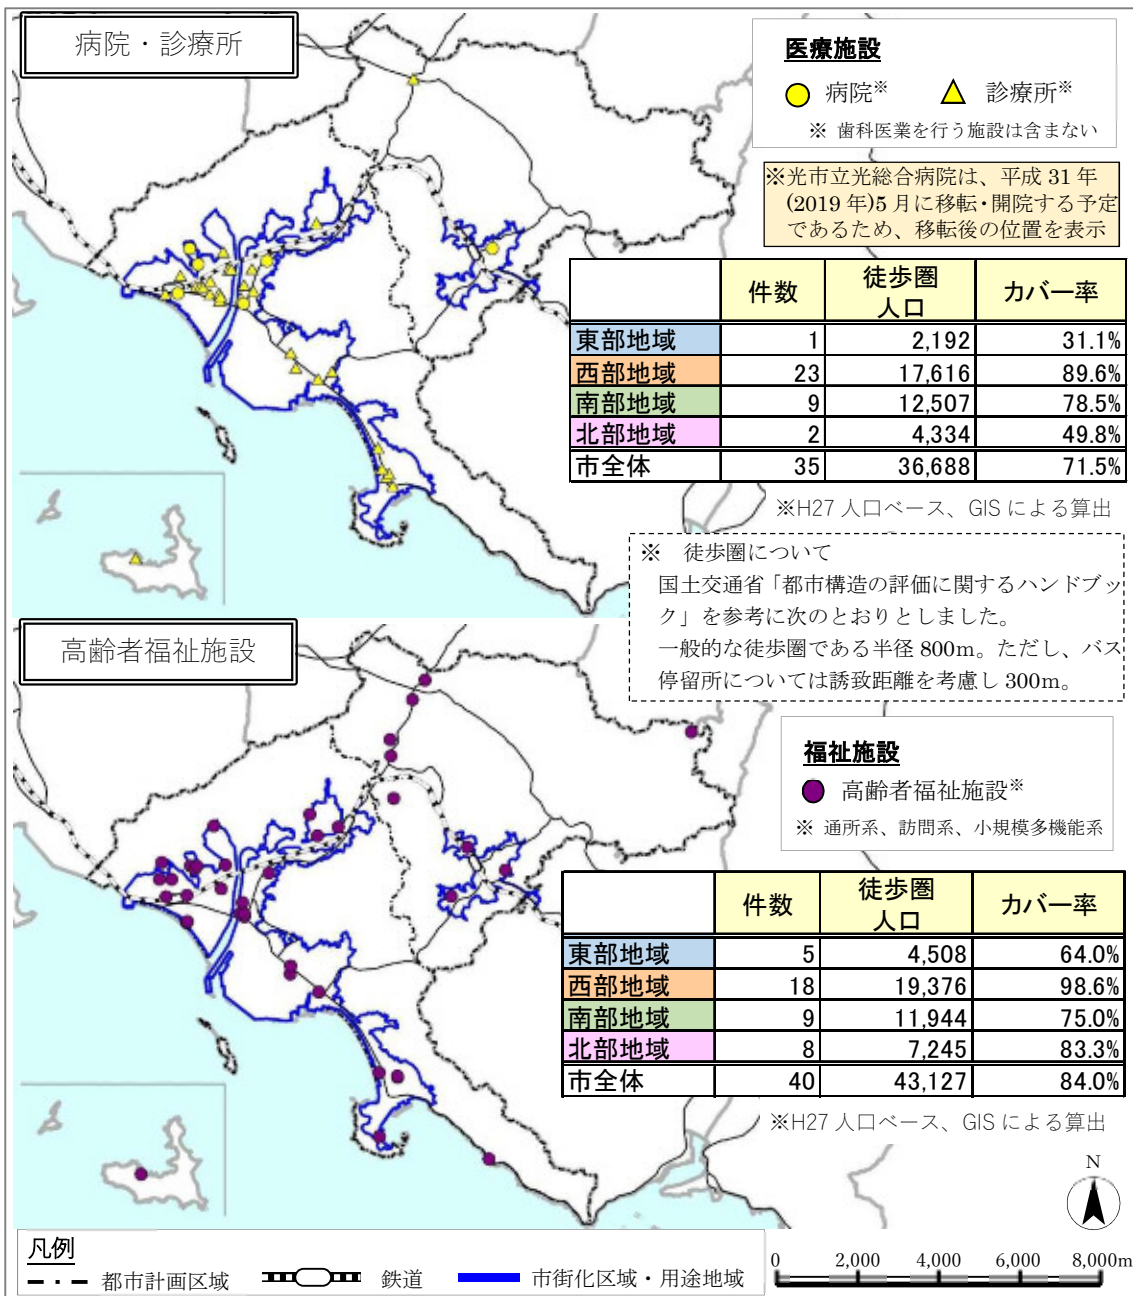 病院・診療所
医療施設
病院※ 診療所※
※ 歯科医業を行う施設は含まない
※光市立光総合病院は、平成 31 年
(2019 年)5 月に移転・開院する予定
であるため、移転後の位置を表示
件数 徒歩圏人口 カバー率
東部地域 1 2,192 31.1%
西部地域 23 17,616 89.6%
南部地域 9 12,507 78.5%
北部地域 2 4,334 49.8%
市全体 35 36,688 71.5%
※H27 人口ベース、GIS による算出
※ 徒歩圏について
国土交通省「都市構造の評価に関するハンドブッ
ク」を参考に次のとおりとしました。
一般的な徒歩圏である半径 800m。ただし、バス
停留所については誘致距離を考慮し 300m。
高齢者福祉施設
福祉施設
高齢者福祉施設※
※ 通所系、訪問系、小規模多機能系
件数 徒歩圏人口 カバー率
東部地域 5 4,508 64.0%
西部地域 18 19,376 98.6%
南部地域 9 11,944 75.0%
北部地域 8 7,245 83.3%
市全体 40 43,127 84.0%
※H27 人口ベース、GIS による算出
N
凡例
都市計画区域 鉄道 市街化区域・用途地域
0 2,000 4,000 8,000m